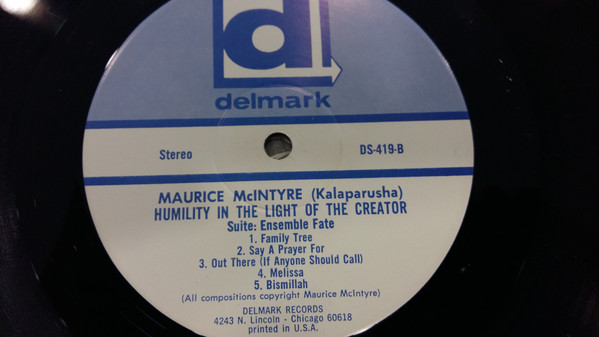 d
delmark
Stereo
DS-419-B
MAURICE McINTYRE (Kalaparusha)
HUMILITY IN THE LIGHT OF THE CREATOR
Suite: Ensemble Fate
1. Family Tree
2. Say A Prayer For
3. Out There (If Anyone Should Call)
4. Melissa
5. Bismillah
(All compositions copyright Maurice McIntyre)
DELMARK RECORDS
4243 N. Lincoln - Chicago 60618
printed in U.S.A.